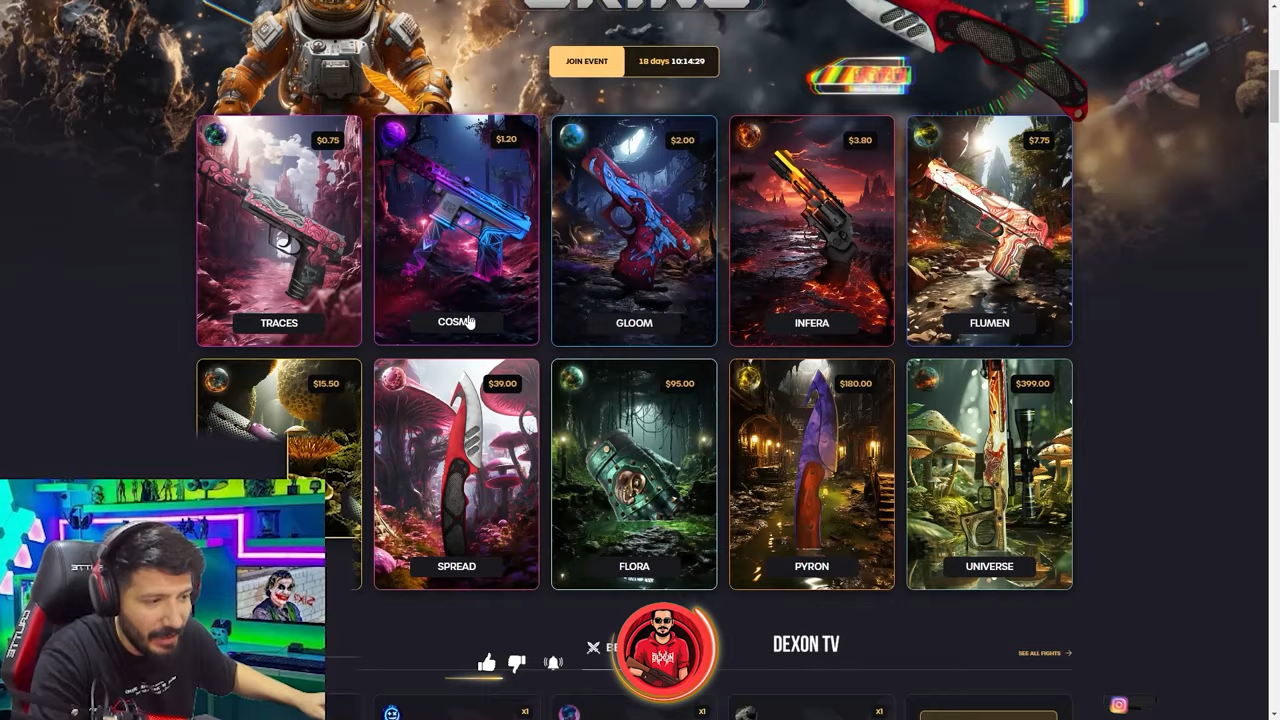 JOIN EVENT
18 days 10:14:29
$0.75
$1.20
$2.00
$3.80
$7.75
TRACES
COSM
GLOOM
INFERA
FLUMEN
$15.50
$39.00
$95.00
$180.00
$399.00
SPREAD
FLORA
PYRON
UNIVERSE
DEXON TV
SEE ALL FIGHTS
DEXON
X1
X1
X1